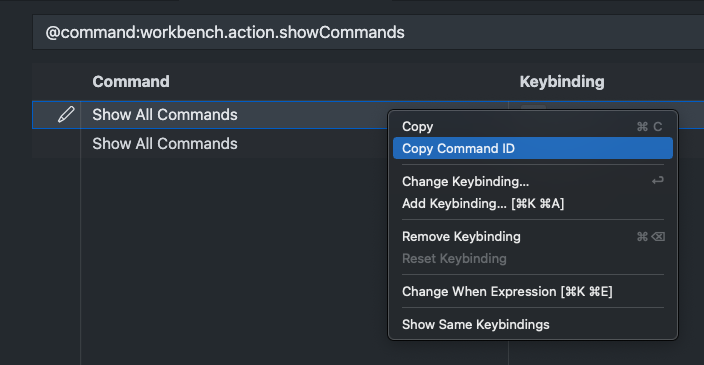 @command:workbench.action.showCommands
Command Keybinding
Show All Commands
Show All Commands
Copy ⌘ C
Copy Command ID
Change Keybinding... ↩
Add Keybinding... [⌘K ⌘A]
Remove Keybinding ⌘ ⌫
Reset Keybinding
Change When Expression [⌘K ⌘E]
Show Same Keybindings